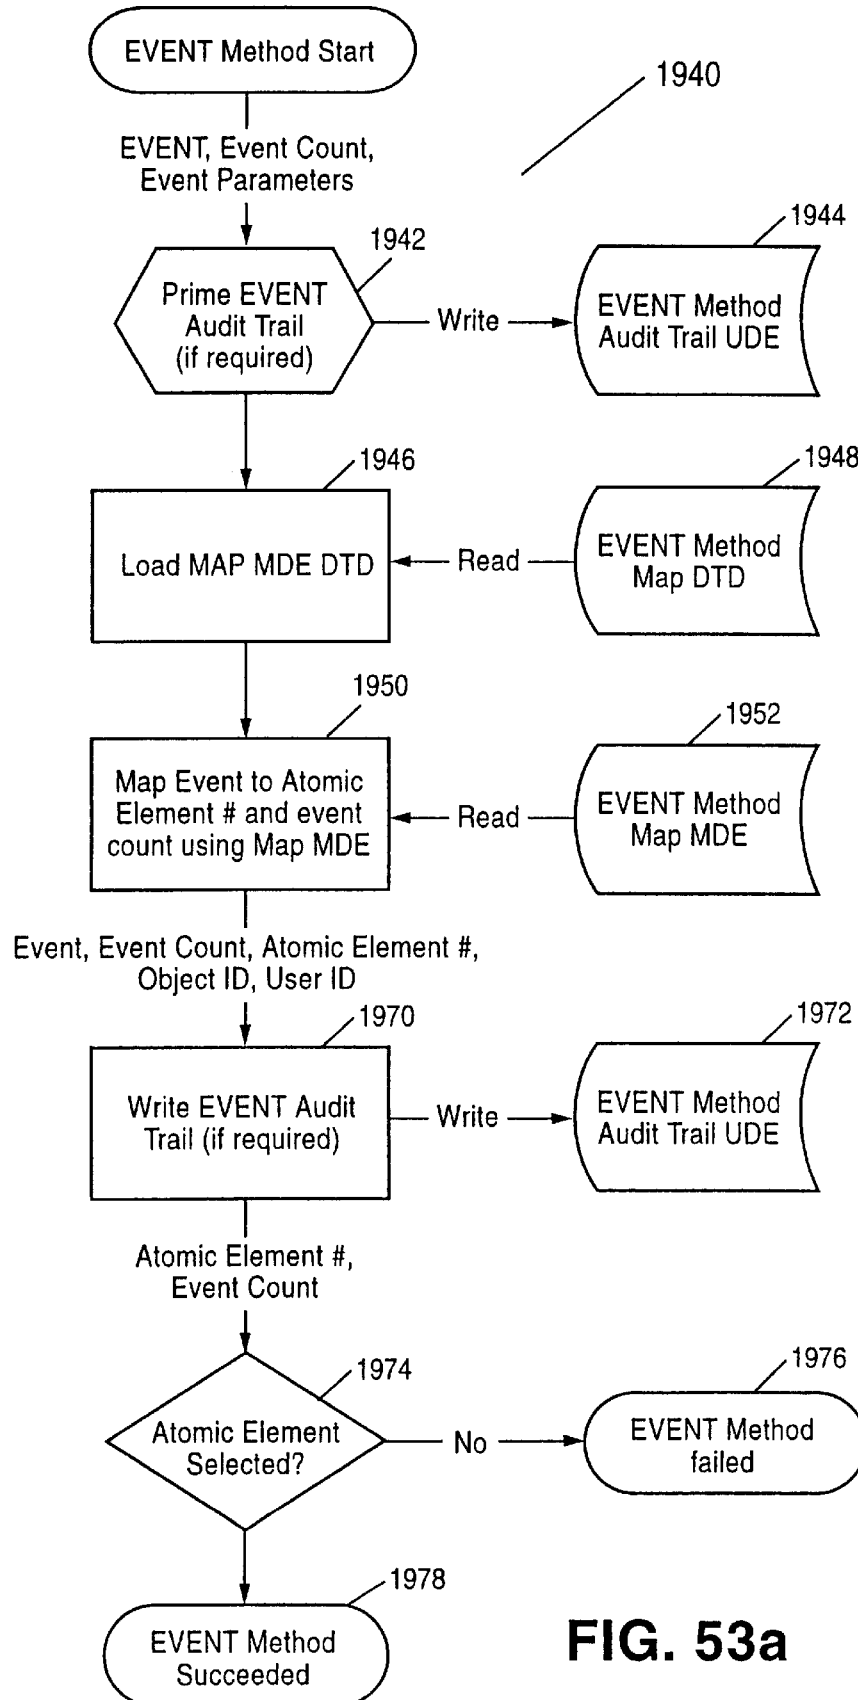 EVENT Method Start
1940
EVENT, Event Count,
Event Parameters
1942
1944
Prime EVENT
Audit Trail
(if required)
Write
EVENT Method
Audit Trail UDE
1946
1948
Load MAP MDE DTD
Read
EVENT Method
Map DTD
1950
1952
Map Event to Atomic
Element # and event
count using Map MDE
Read
EVENT Method
Map MDE
Event, Event Count, Atomic Element #,
Object ID, User ID
1970
1972
Write EVENT Audit
Trail (if required)
Write
EVENT Method
Audit Trail UDE
Atomic Element #,
Event Count
1974
1976
Atomic Element
Selected?
No
EVENT Method
failed
1978
EVENT Method
Succeeded
FIG. 53a